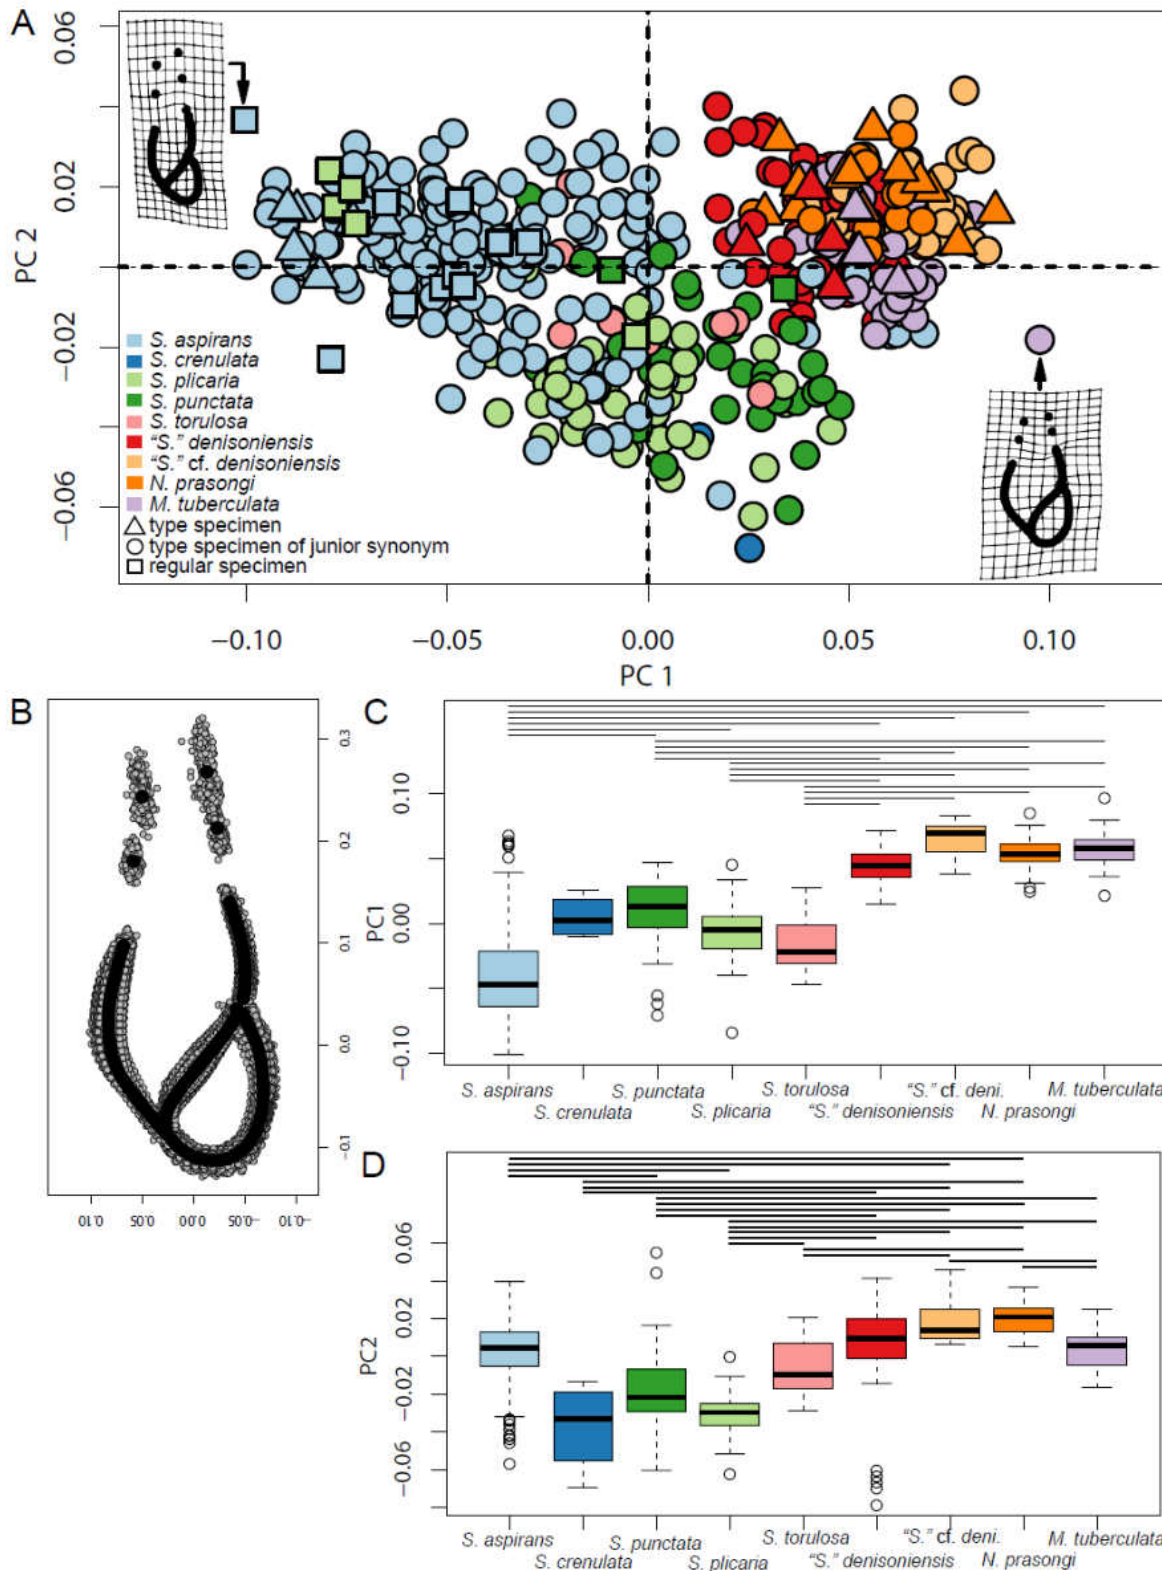 A
0.06
0.02
−0.02
−0.06
PC 2
S. aspirans
S. crenulata
S. plicaria
S. punctata
S. torulosa
“S.” denisoniensis
“S.” cf. denisoniensis
N. prasongi
M. tuberculata
type specimen
type specimen of junior synonym
regular specimen
−0.10 −0.05 0.00 0.05 0.10
PC 1
B
0.3
0.2
0.1
0.0
−0.1
0.10 0.05 0.00 −0.05 −0.10
C
0.10
0.00
−0.10
PC1
S. aspirans S. punctata S. torulosa “S.” cf. deni. M. tuberculata
S. crenulata S. plicaria “S.” denisoniensis N. prasongi
D
0.06
0.02
−0.02
−0.06
PC2
S. aspirans S. punctata S. torulosa “S.” cf. deni. M. tuberculata
S. crenulata S. plicaria “S.” denisoniensis N. prasongi